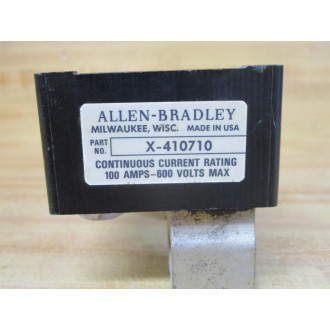 ALLEN-BRADLEY
MILWAUKEE, WISC. MADE IN USA
PART NO. X-410710
CONTINUOUS CURRENT RATING
100 AMPS-600 VOLTS MAX